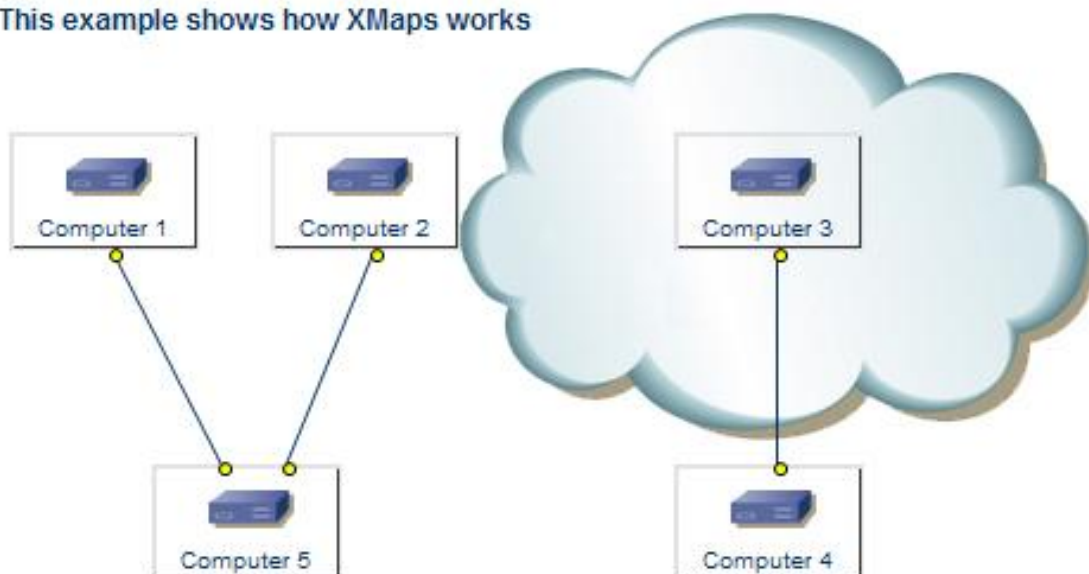 This example shows how XMaps works
Computer 1
Computer 2
Computer 3
Computer 5
Computer 4